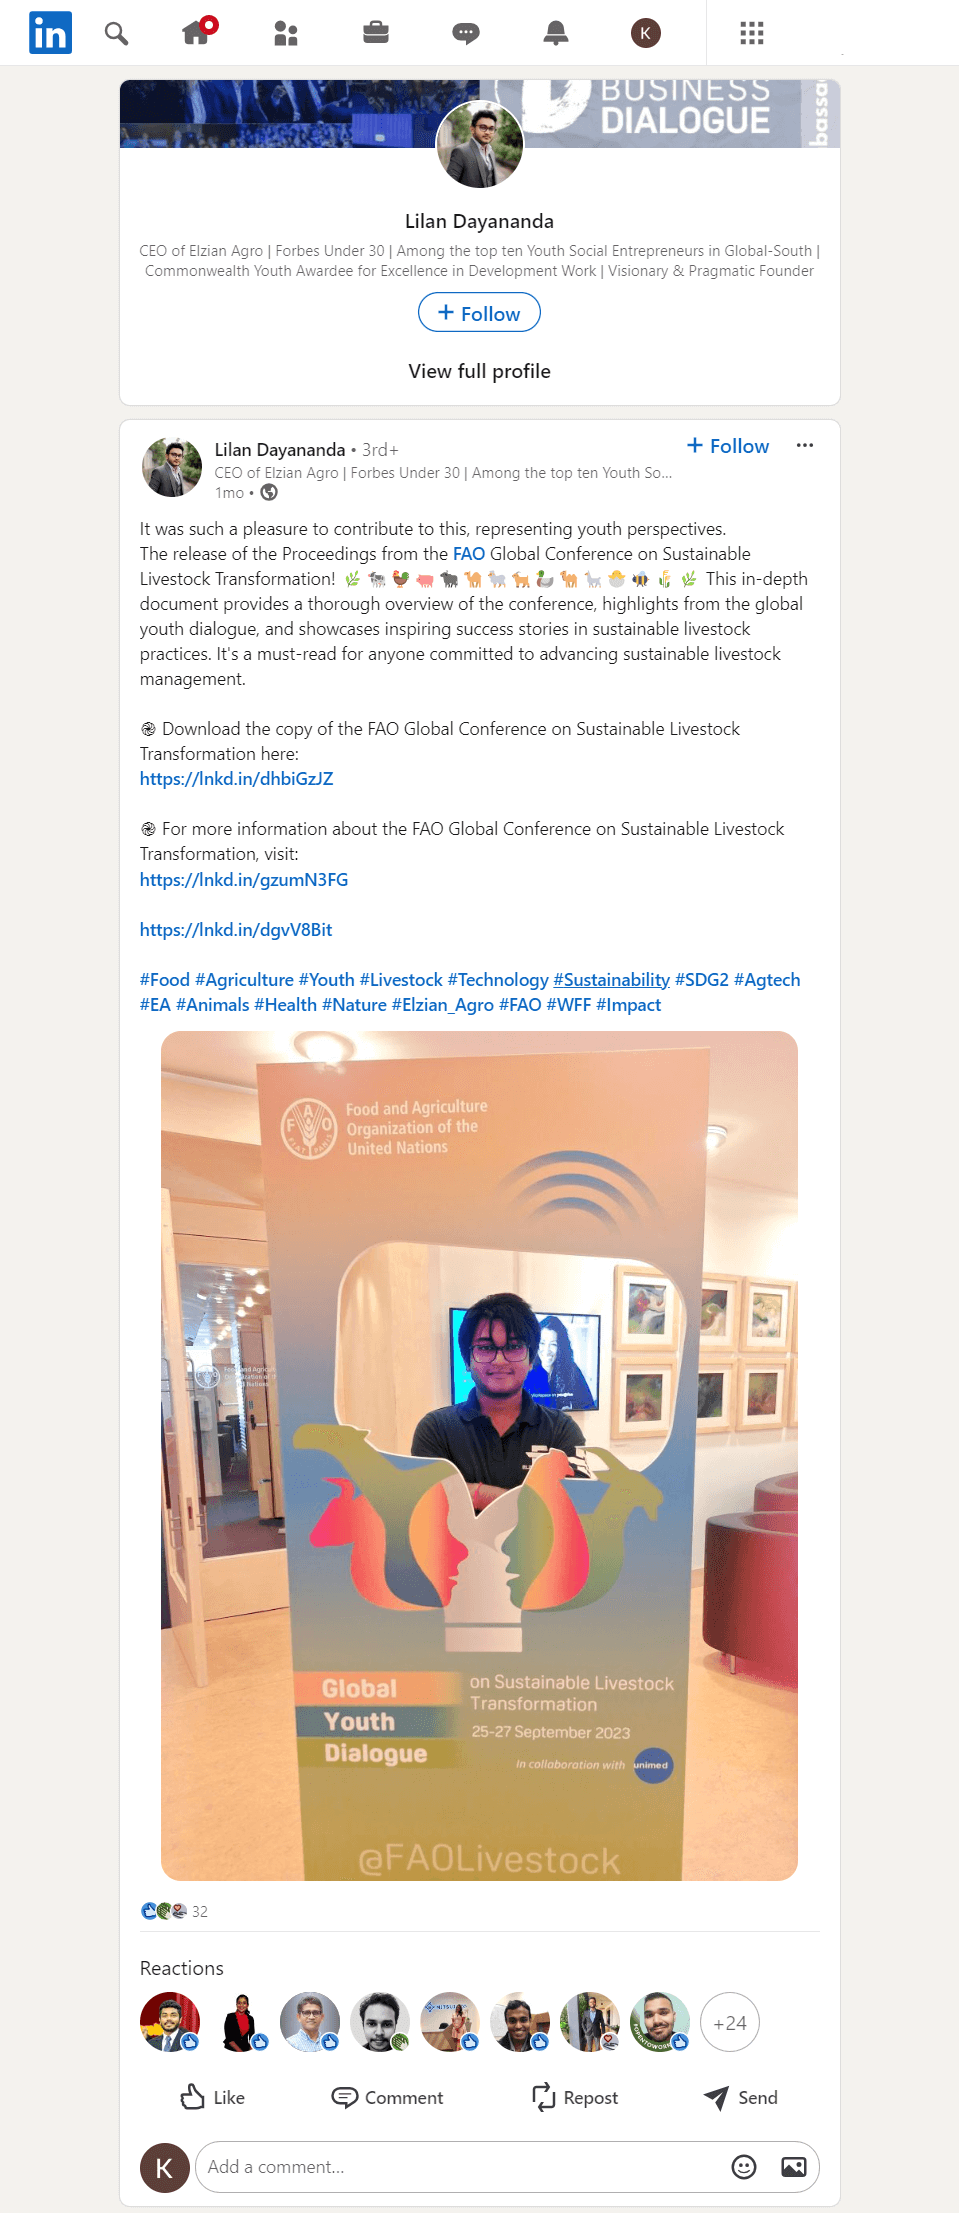 in
K
BUSINESS
DIALOGUE
bassa
Lilan Dayananda
CEO of Elzian Agro | Forbes Under 30 | Among the top ten Youth Social Entrepreneurs in Global-South |
Commonwealth Youth Awardee for Excellence in Development Work | Visionary & Pragmatic Founder
+ Follow
View full profile
Lilan Dayananda • 3rd+
+ Follow
CEO of Elzian Agro | Forbes Under 30 | Among the top ten Youth So...
1mo •
It was such a pleasure to contribute to this, representing youth perspectives.
The release of the Proceedings from the FAO Global Conference on Sustainable
Livestock Transformation! 🌿 🐄 🐓 🐖 🐂 🐪 🐏 🐕 🦆 🐫 🐐 🐣 🐝 🌿 This in-depth
document provides a thorough overview of the conference, highlights from the global
youth dialogue, and showcases inspiring success stories in sustainable livestock
practices. It's a must-read for anyone committed to advancing sustainable livestock
management.
֎ Download the copy of the FAO Global Conference on Sustainable Livestock
Transformation here:
https://lnkd.in/dhbiGzJZ
֎ For more information about the FAO Global Conference on Sustainable Livestock
Transformation, visit:
https://lnkd.in/gzumN3FG
https://lnkd.in/dgvV8Bit
#Food #Agriculture #Youth #Livestock #Technology #Sustainability #SDG2 #Agtech
#EA #Animals #Health #Nature #Elzian_Agro #FAO #WFF #Impact
Food and Agriculture
Organization of the
United Nations
Global
Youth
Dialogue
on Sustainable Livestock
Transformation
25-27 September 2023
In collaboration with unimed
@FAOLivestock
32
Reactions
+24
Like
Comment
Repost
Send
K
Add a comment...